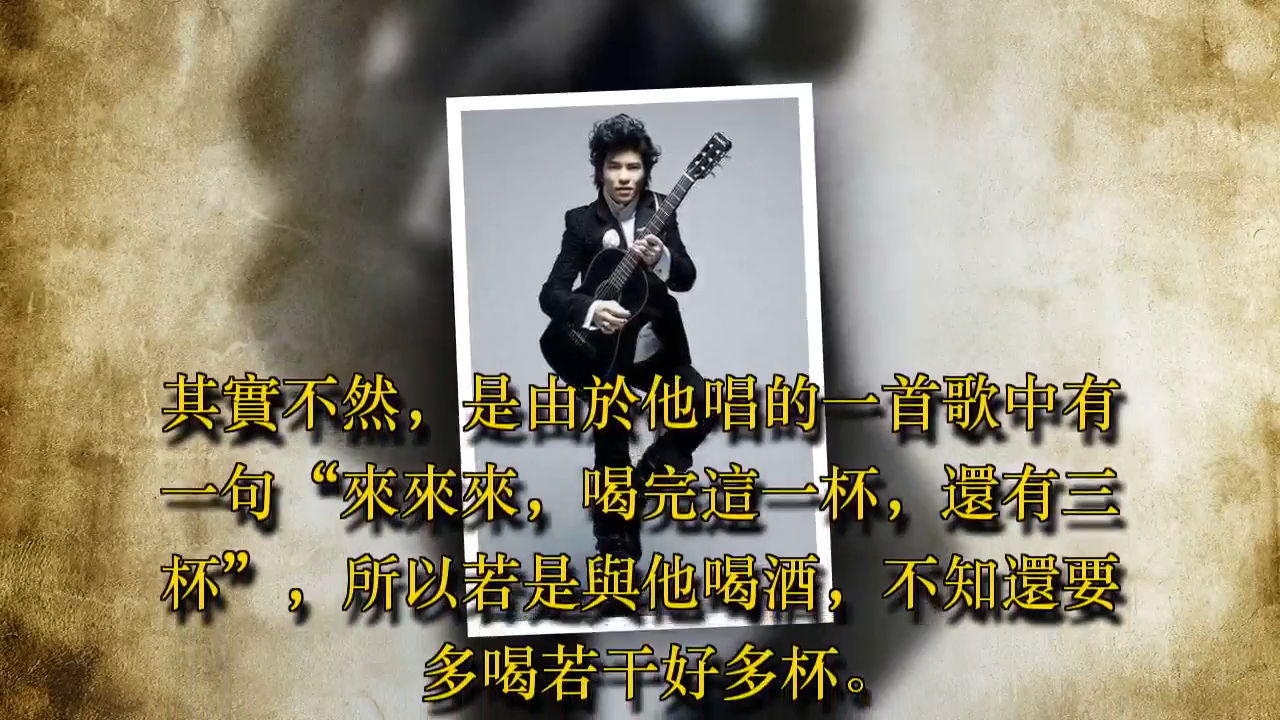 其實不然，是由於他唱的一首歌中有
一句“來來來，喝完這一杯，還有三
杯”，所以若是與他喝酒，不知還要
多喝若干好多杯。